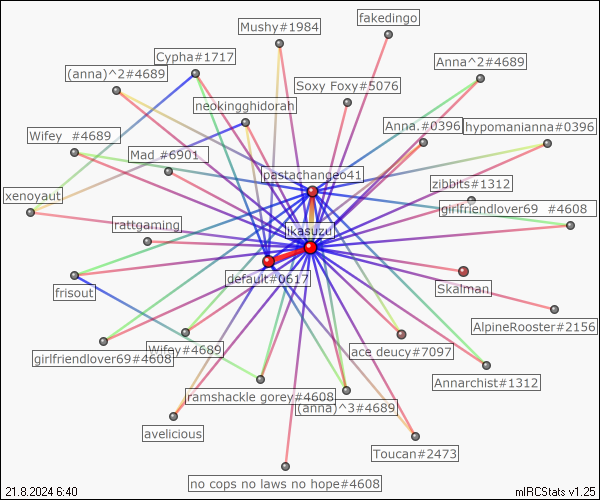 fakedingo
Mushy#1984
Cypha#1717
Anna^2#4689
(anna)^2#4689
Soxy Foxy#5076
neokingghidorah
Anna.#0396
hypomanianna#0396
Wifey  #4689
Mad_#6901
pastachangeo41
zibbits#1312
xenoyaut
girlfriendlover69  #4608
rattgaming
ikasuzu
default#0617
Skalman
frisout
AlpineRooster#2156
Wifey#4689
ace deucy#7097
girlfriendlover69#4608
Annarchist#1312
ramshackle gorey#4608
(anna)^3#4689
avelicious
Toucan#2473
no cops no laws no hope#4608
21.8.2024 6:40
mIRCStats v1.25